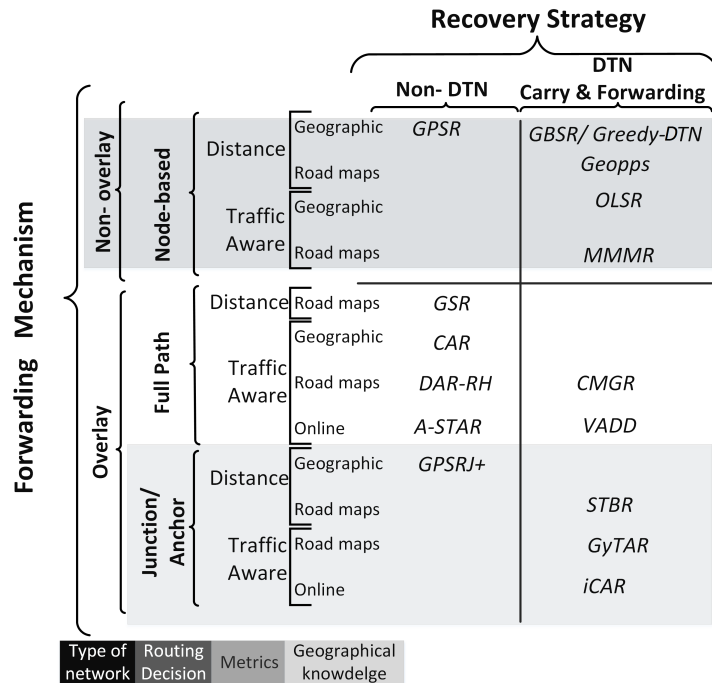 Recovery Strategy
DTN
Non- DTN Carry & Forwarding
Forwarding Mechanism
Non- overlay
Node-based
Distance
Geographic GPSR GBSR/ Greedy-DTN
Geopps
Road maps
Traffic
Aware
Geographic OLSR
Road maps MMMR
Overlay
Full Path
Distance Road maps GSR
Traffic
Aware
Geographic CAR
Road maps DAR-RH CMGR
Online A-STAR VADD
Junction/
Anchor
Distance
Geographic GPSRJ+
Road maps STBR
Traffic
Aware
Road maps GyTAR
Online iCAR
Type of
network
Routing
Decision
Metrics
Geographical
knowdelge